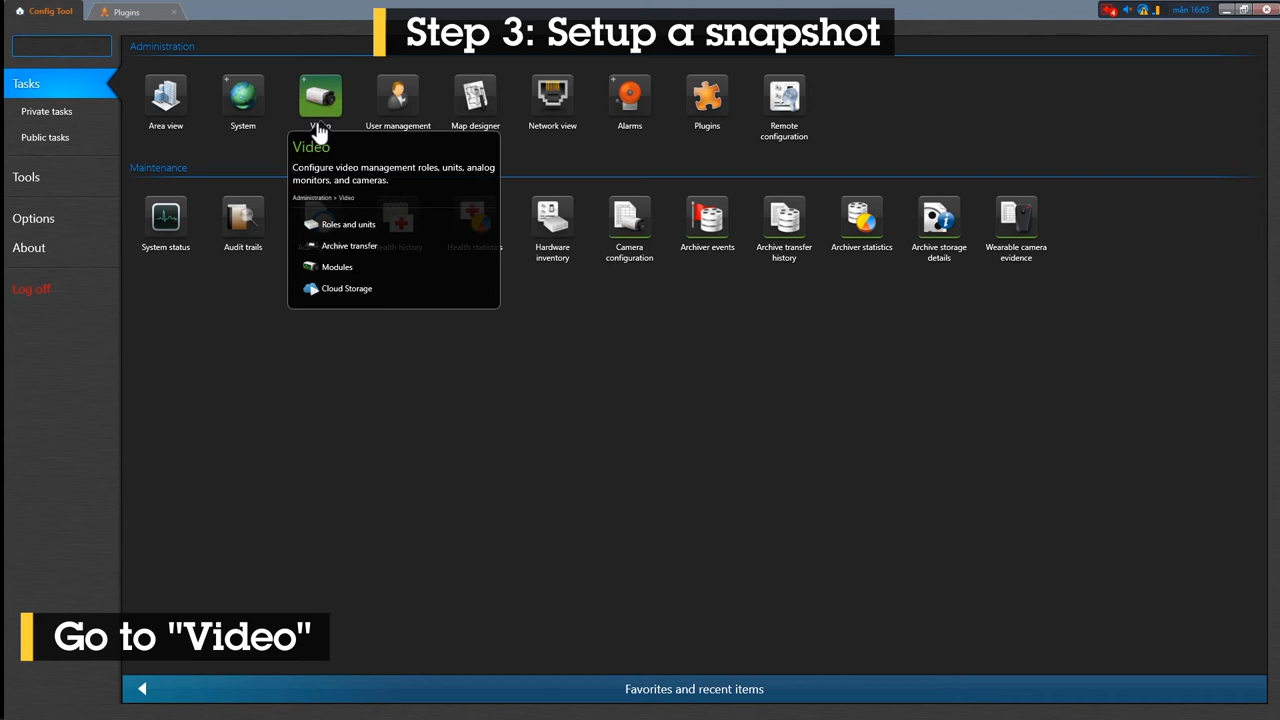 Config Tool
Plugins
mån 16:03
Step 3: Setup a snapshot
Administration
Tasks
Private tasks
Public tasks
Tools
Options
About
Log off
Area view
System
User management
Map designer
Network view
Alarms
Plugins
Remote
configuration
Video
Configure video management roles, units, analog
monitors, and cameras.
Administration > Video
Roles and units
Archive transfer
Modules
Cloud Storage
Maintenance
System status
Audit trails
Health history
Health statistics
Hardware
inventory
Camera
configuration
Archiver events
Archive transfer
history
Archiver statistics
Archive storage
details
Wearable camera
evidence
Go to "Video"
Favorites and recent items